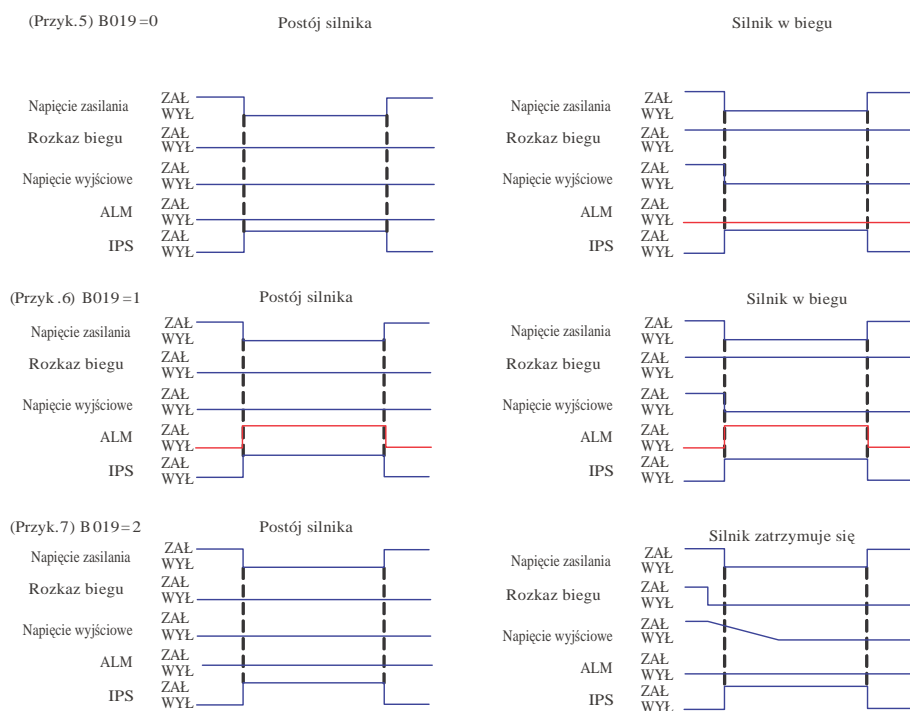 (Przyk.5) B019=0 Postój silnika
Napięcie zasilania ZAŁ WYŁ
Rozkaz biegu ZAŁ WYŁ
Napięcie wyjściowe ZAŁ WYŁ
ALM ZAŁ WYŁ
IPS ZAŁ WYŁ
Silnik w biegu
Napięcie zasilania ZAŁ WYŁ
Rozkaz biegu ZAŁ WYŁ
Napięcie wyjściowe ZAŁ WYŁ
ALM ZAŁ WYŁ
IPS ZAŁ WYŁ
(Przyk.6) B019=1 Postój silnika
Napięcie zasilania ZAŁ WYŁ
Rozkaz biegu ZAŁ WYŁ
Napięcie wyjściowe ZAŁ WYŁ
ALM ZAŁ WYŁ
IPS ZAŁ WYŁ
Silnik w biegu
Napięcie zasilania ZAŁ WYŁ
Rozkaz biegu ZAŁ WYŁ
Napięcie wyjściowe ZAŁ WYŁ
ALM ZAŁ WYŁ
IPS ZAŁ WYŁ
(Przyk.7) B019=2 Postój silnika
Napięcie zasilania ZAŁ WYŁ
Rozkaz biegu ZAŁ WYŁ
Napięcie wyjściowe ZAŁ WYŁ
ALM ZAŁ WYŁ
IPS ZAŁ WYŁ
Silnik zatrzymuje się
Napięcie zasilania ZAŁ WYŁ
Rozkaz biegu ZAŁ WYŁ
Napięcie wyjściowe ZAŁ WYŁ
ALM ZAŁ WYŁ
IPS ZAŁ WYŁ